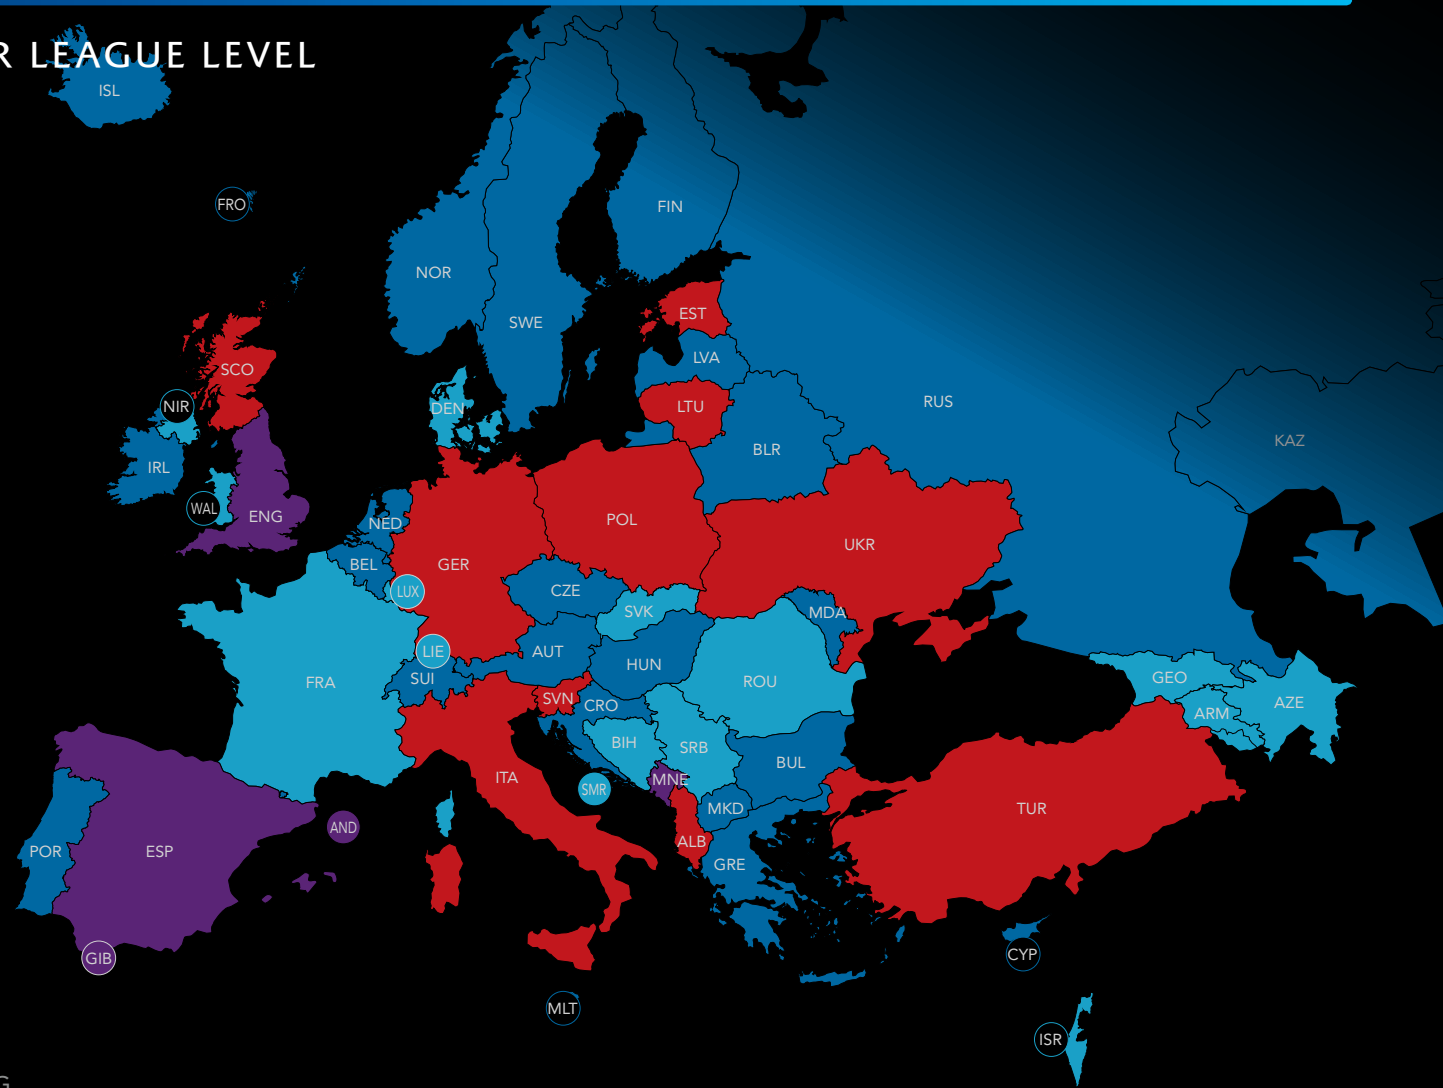 R LEAGUE LEVEL
ISL
FRO
FIN
NOR
SWE
EST
LVA
SCO
RUS
LTU
NIR
DEN
KAZ
BLR
IRL
WAL
ENG
NED
POL
UKR
BEL
GER
CZE
LUX
SVK
MDA
LIE
AUT
HUN
SUI
FRA
ROU
GEO
SVN
CRO
AZE
ARM
BIH
SRB
BUL
ITA
MNE
SMR
MKD
TUR
AND
ALB
POR
ESP
GRE
GIB
CYP
MLT
ISR
G